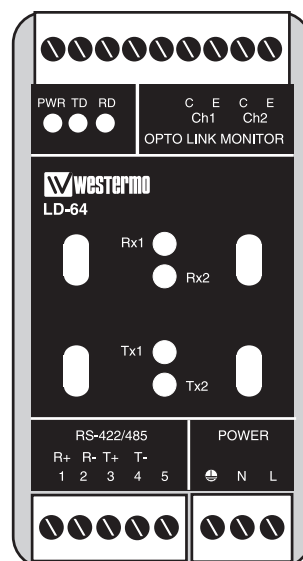 PWR TD RD
C E C E
Ch1 Ch2
OPTO LINK MONITOR
Westermo
LD-64
Rx1
Rx2
Tx1
Tx2
RS-422/485
R+ R- T+ T-
1 2 3 4 5
POWER
N L